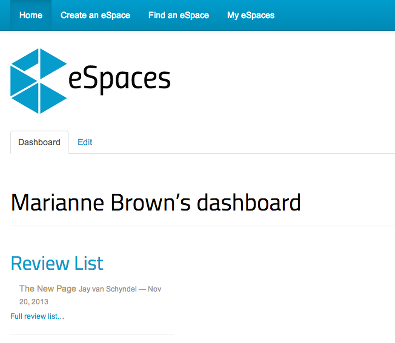 Home Create an eSpace Find an eSpace My eSpaces
eSpaces
Dashboard Edit
Marianne Brown's dashboard
Review List
The New Page Jay van Schyndel — Nov
20, 2013
Full review list...